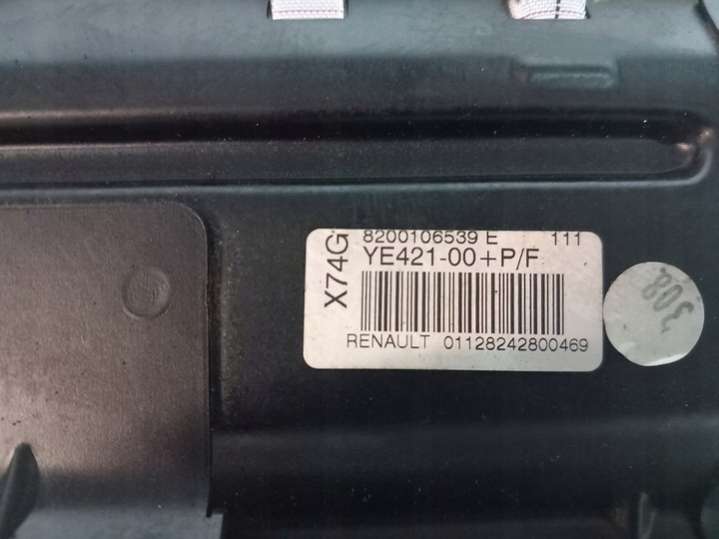 X74G
8200106539 E 111
YE421-00+P/F
RENAULT 01128242800469
308